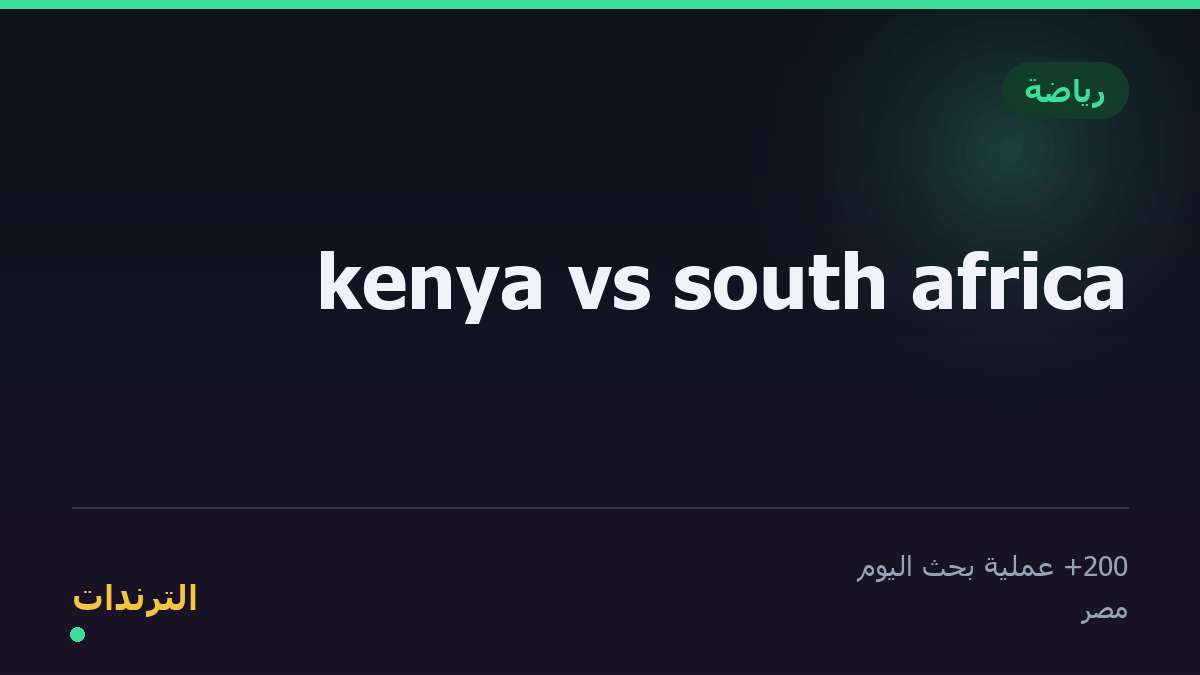 رياضة
kenya vs south africa
+200 عملية بحث اليوم
مصر
الترندات